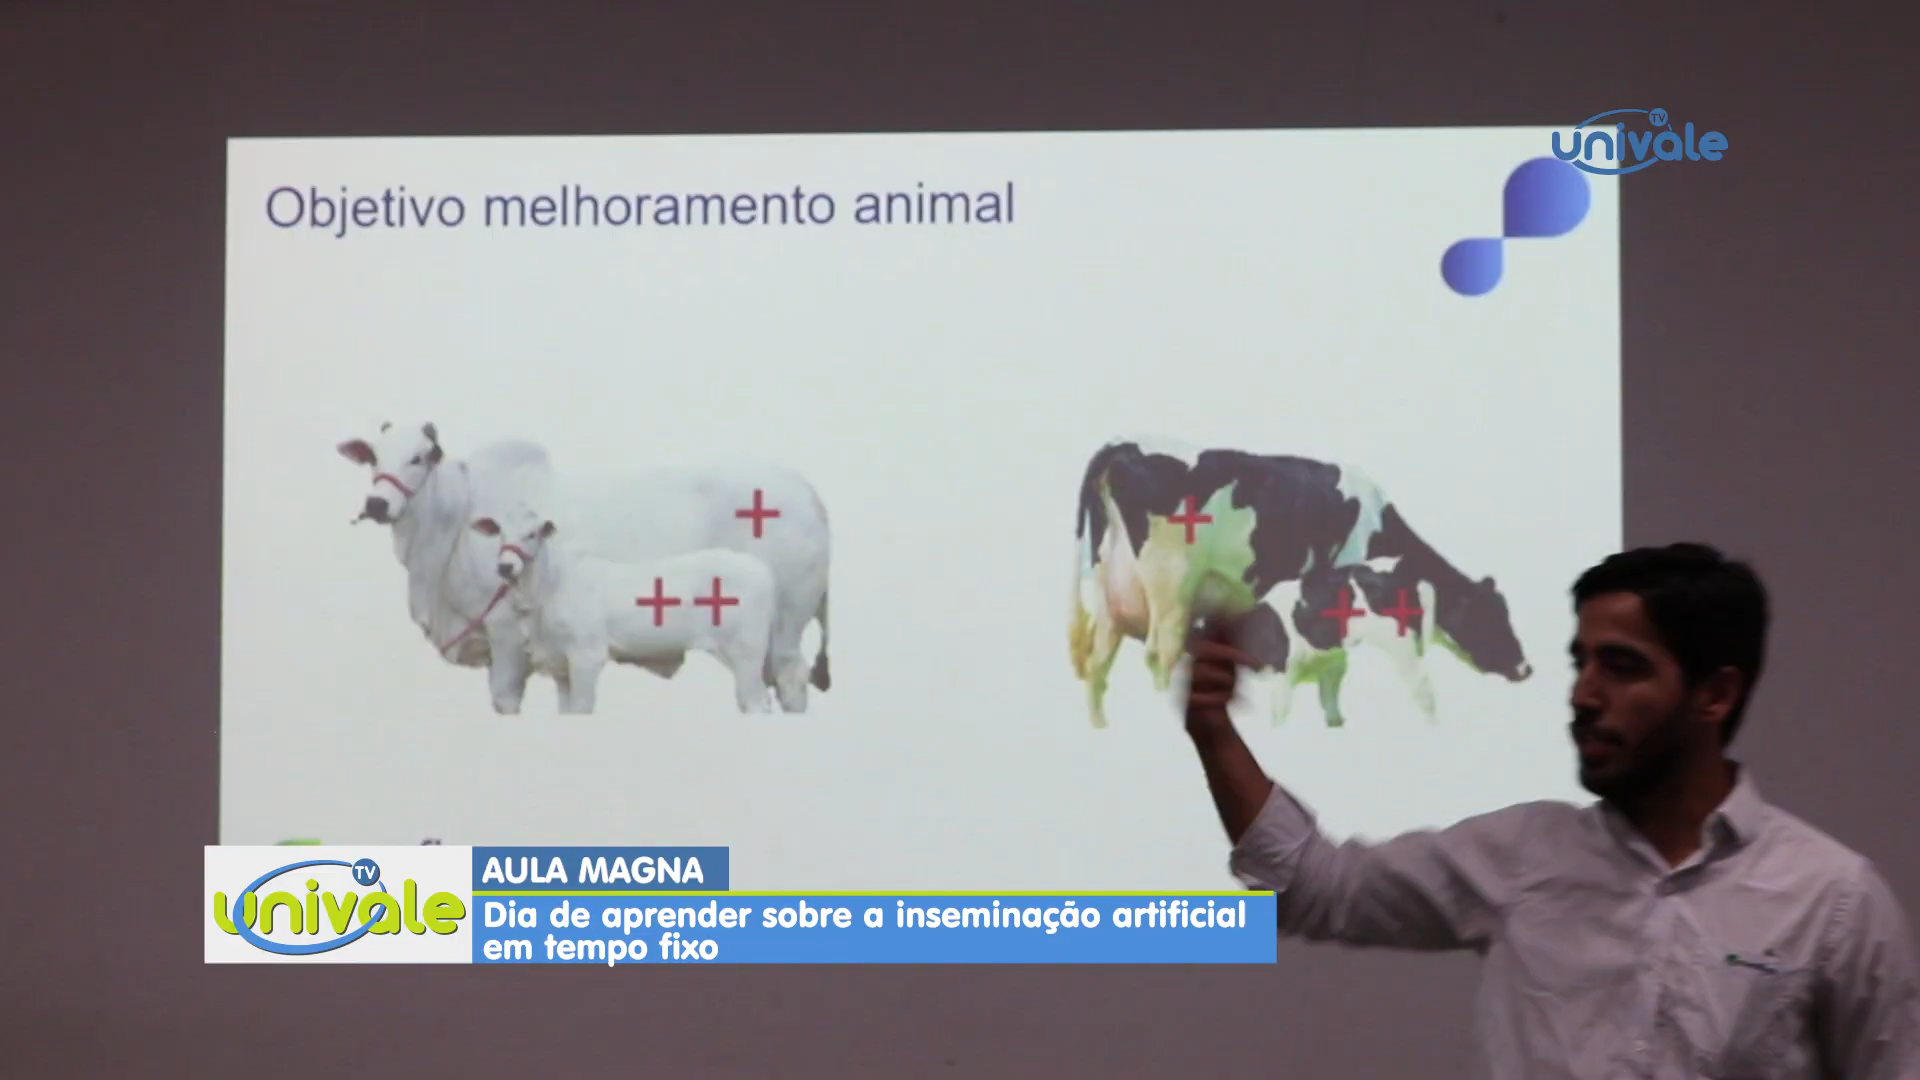 TV
univale
Objetivo melhoramento animal
+
+
++
++
TV
univale
AULA MAGNA
Dia de aprender sobre a inseminação artificial
em tempo fixo